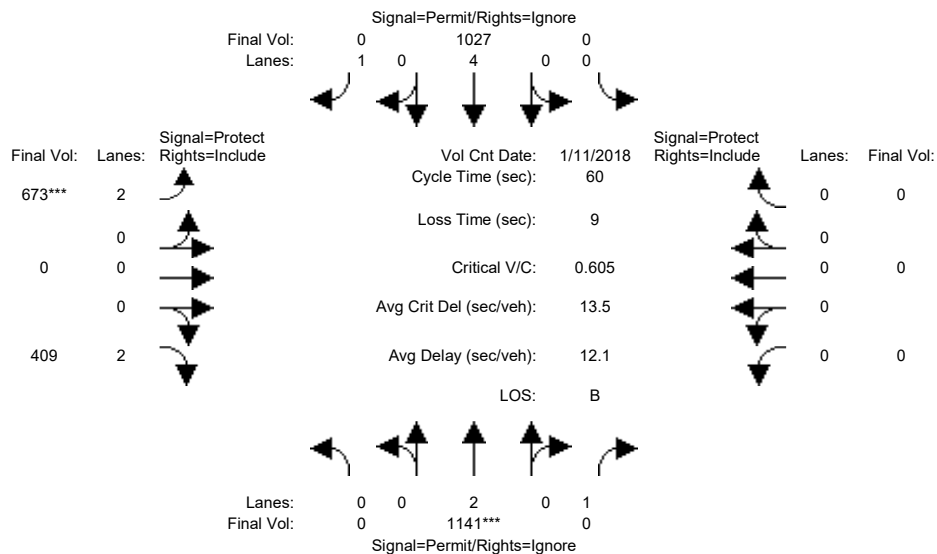 Signal=Permit/Rights=Ignore
Final Vol: 0 1027 0
Lanes: 1 0 4 0 0
Signal=Protect Signal=Protect
Final Vol: Lanes: Rights=Include Vol Cnt Date: 1/11/2018 Rights=Include Lanes: Final Vol:
Cycle Time (sec): 60
673*** 2 0 0
Loss Time (sec): 9
0 0
0 0 Critical V/C: 0.605 0 0
0 Avg Crit Del (sec/veh): 13.5 0
409 2 Avg Delay (sec/veh): 12.1 0 0
LOS: B
Lanes: 0 0 2 0 1
Final Vol: 0 1141*** 0
Signal=Permit/Rights=Ignore